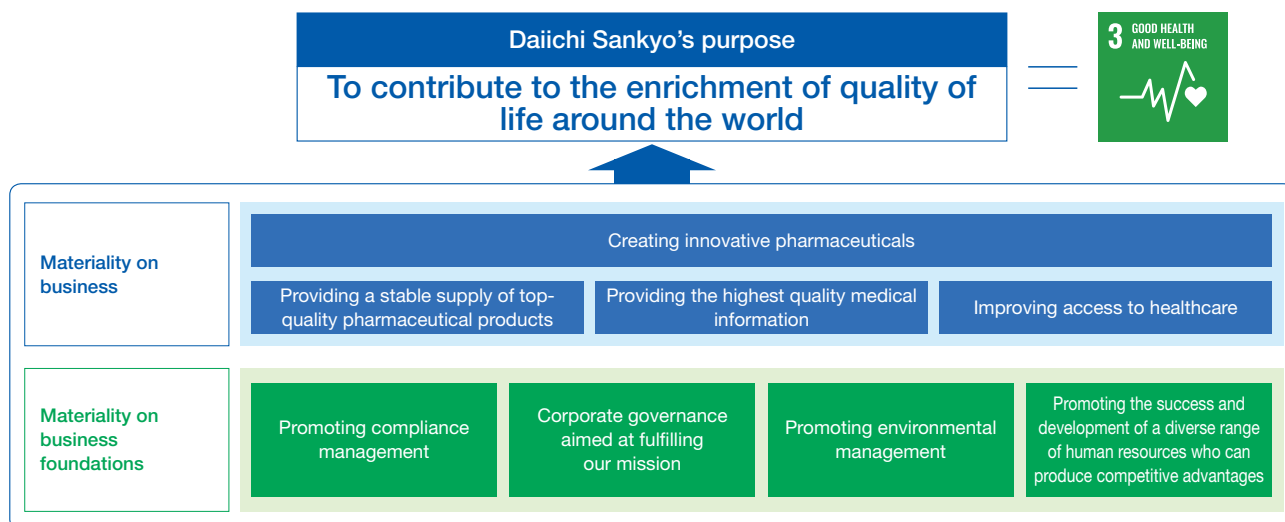 Daiichi Sankyo's purpose
To contribute to the enrichment of quality of
life around the world
3 GOOD HEALTH
AND WELL-BEING
Materiality on
business
Creating innovative pharmaceuticals
Providing a stable supply of top-
quality pharmaceutical products
Providing the highest quality medical
information
Improving access to healthcare
Materiality on
business
foundations
Promoting compliance
management
Corporate governance
aimed at fulfilling
our mission
Promoting environmental
management
Promoting the success and
development of a diverse range
of human resources who can
produce competitive advantages